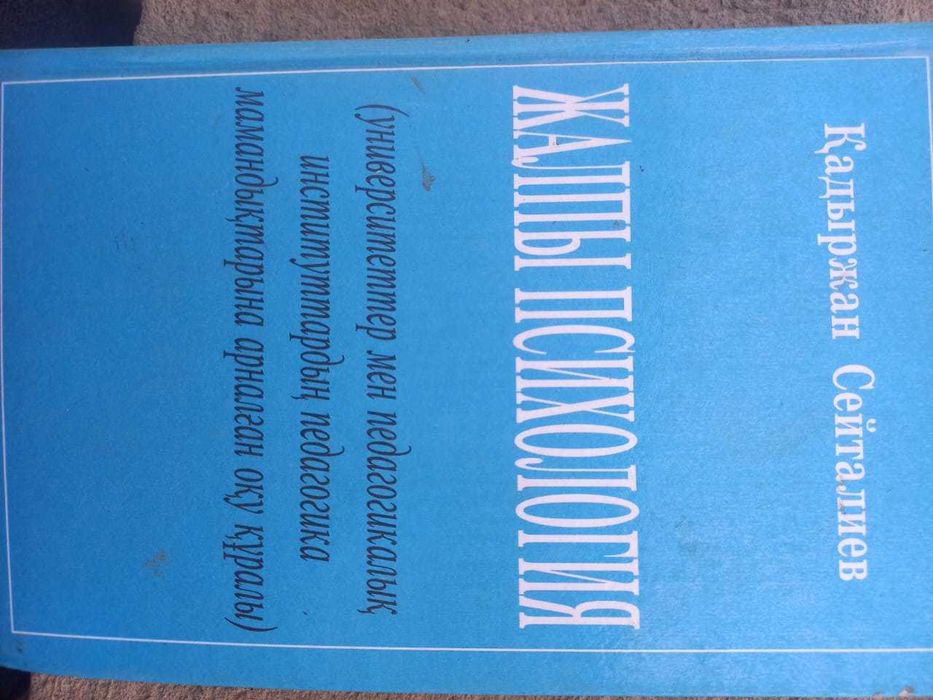 Қадыржан Сейталиев
ЖАЛПЫ ПСИХОЛОГИЯ
(университеттер мен педагогикалық
институттардың педагогика
мамандықтарына арналған оқу құралы)